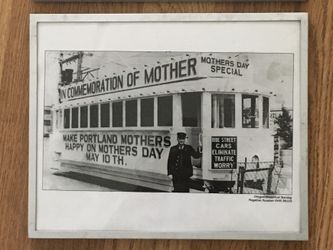 IN COMMEMORATION OF MOTHER
MOTHERS DAY
SPECIAL
MAKE PORTLAND MOTHERS
HAPPY ON MOTHERS DAY
MAY 10TH.
STREET
CARS
ELIMINATE
TRAFFIC
WORRY